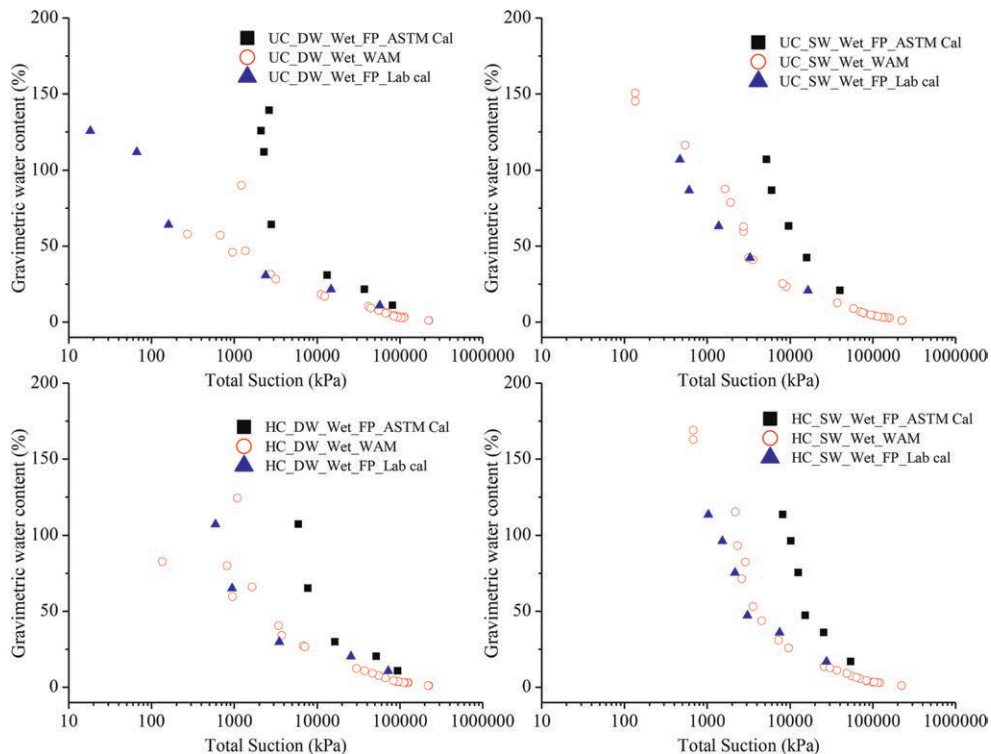 200
150
100
50
0
Gravimetric water content (%)
UC_DW_Wet_FP_ASTM Cal
UC_DW_Wet_WAM
UC_DW_Wet_FP_Lab cal
10 100 1000 10000 100000 1000000
Total Suction (kPa)
200
150
100
50
0
Gravimetric water content (%)
UC_SW_Wet_FP_ASTM Cal
UC_SW_Wet_WAM
UC_SW_Wet_FP_Lab cal
10 100 1000 10000 100000 1000000
Total Suction (kPa)
200
150
100
50
0
Gravimetric water content (%)
HC_DW_Wet_FP_ASTM Cal
HC_DW_Wet_WAM
HC_DW_Wet_FP_Lab cal
10 100 1000 10000 100000 1000000
Total Suction (kPa)
200
150
100
50
0
Gravimetric water content (%)
HC_SW_Wet_FP_ASTM Cal
HC_SW_Wet_WAM
HC_SW_Wet_FP_Lab cal
10 100 1000 10000 100000 1000000
Total Suction (kPa)